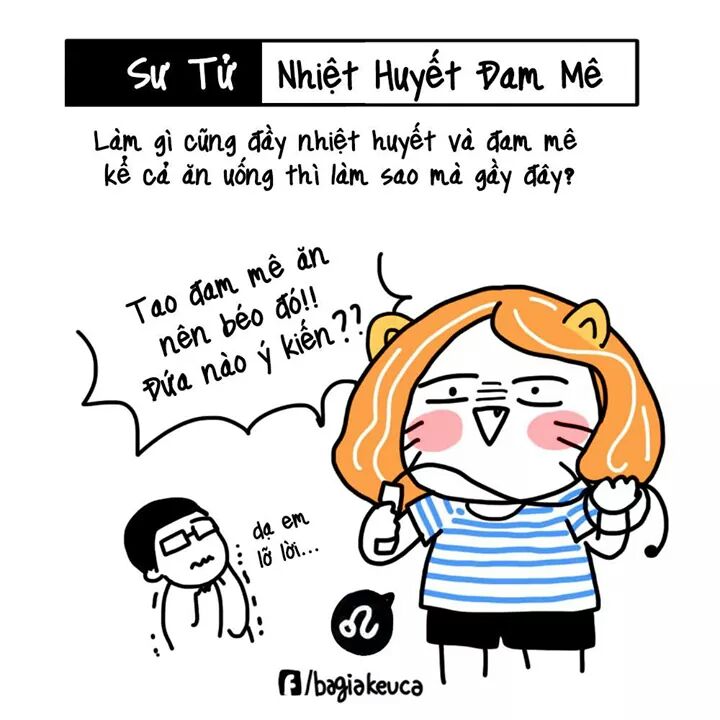 Sư Tử Nhiệt Huyết Đam Mê
Làm gì cũng đầy nhiệt huyết và đam mê
kể cả ăn uống thì làm sao mà gầy đây?
Tao đam mê ăn
nên béo đó!!
Đứa nào ý kiến??
dạ em
lỡ lời...
f/bagiakeuca